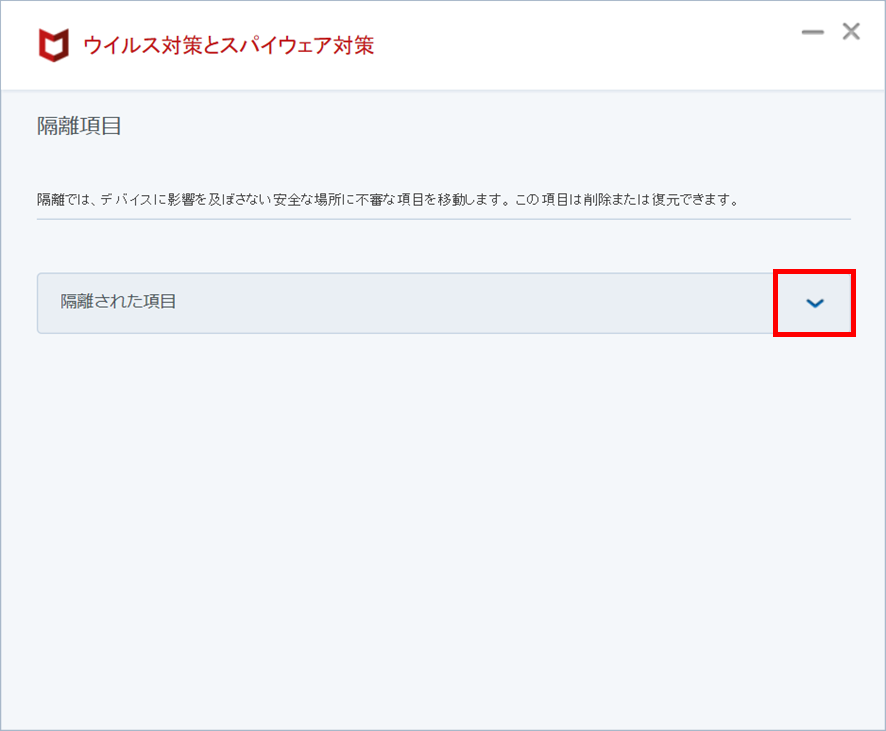 ウイルス対策とスパイウェア対策
隔離項目
隔離では、デバイスに影響を及ぼさない安全な場所に不審な項目を移動します。この項目は削除または復元できます。
隔離された項目